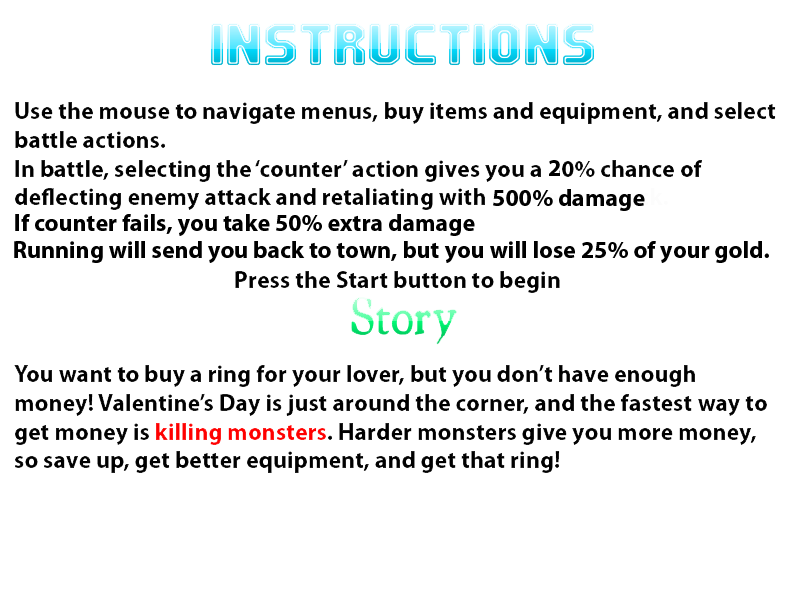 INSTRUCTIONS
Use the mouse to navigate menus, buy items and equipment, and select
battle actions.
In battle, selecting the ‘counter’ action gives you a 20% chance of
deflecting enemy attack and retaliating with 500% damage
If counter fails, you take 50% extra damage
Running will send you back to town, but you will lose 25% of your gold.
Press the Start button to begin
Story
You want to buy a ring for your lover, but you don’t have enough
money! Valentine’s Day is just around the corner, and the fastest way to
get money is killing monsters. Harder monsters give you more money,
so save up, get better equipment, and get that ring!